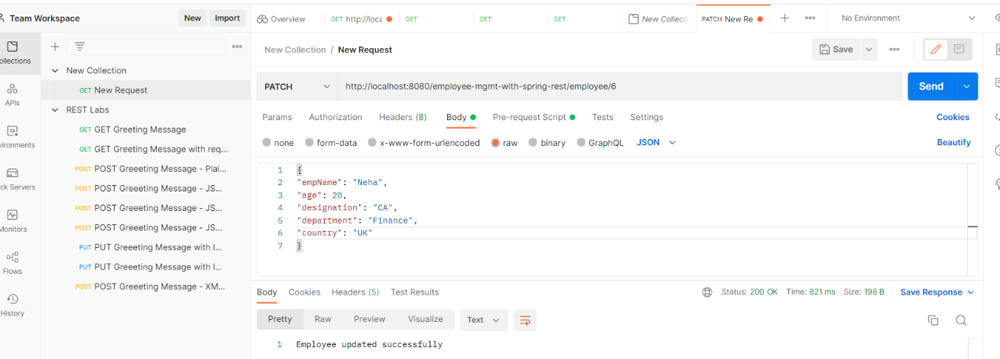 Team Workspace
New
Import
Overview
GET http://loca
GET
GET
GET
New Collecti
PATCH New Re
No Environment
ollections
APIs
vironments
ck Servers
Monitors
Flows
History
New Collection
GET New Request
REST Labs
GET GET Greeting Message
GET GET Greeting Message with req...
POST POST Greeeting Message - Plai...
POST POST Greeeting Message - JS...
POST POST Greeeting Message - JS...
POST POST Greeeting Message - JS...
PUT PUT Greeeting Message with I...
PUT PUT Greeeting Message with I...
POST POST Greeeting Message - XM...
New Collection / New Request
Save
PATCH
http://localhost:8080/employee-mgmt-with-spring-rest/employee/6
Send
Params
Authorization
Headers (8)
Body
Pre-request Script
Tests
Settings
Cookies
none
form-data
x-www-form-urlencoded
raw
binary
GraphQL
JSON
Beautify
1 {
2 "empName": "Neha",
3 "age": 28,
4 "designation": "CA",
5 "department": "Finance",
6 "country": "UK"
7 }
Body
Cookies
Headers (5)
Test Results
Status: 200 OK
Time: 821 ms
Size: 198 B
Save Response
Pretty
Raw
Preview
Visualize
Text
1 Employee updated successfully